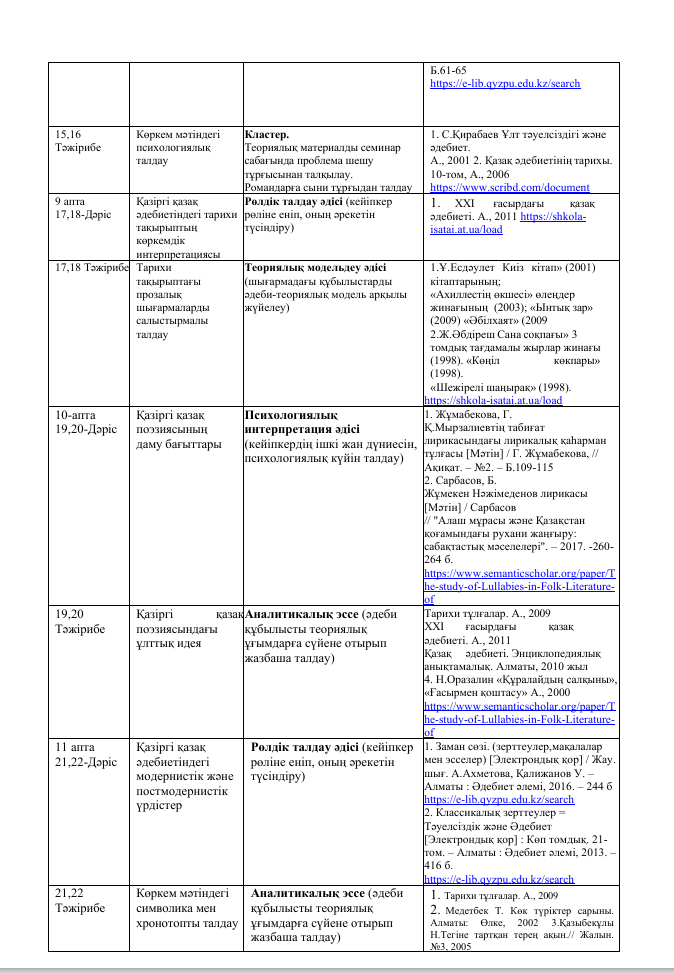 Б.61-65
https://e-lib.qyzpu.edu.kz/search
15,16
Тәжірибе
Көркем мәтіндегі
психологиялық
талдау
Кластер.
Теориялық материалды семинар
сабағында проблема шешу
тұрғысынан талқылау.
Романдарға сыни тұрғыдан талдау
1. С.Қирабаев Ұлт тәуелсіздігі және
әдебиет.
А., 2001 2. Қазақ әдебиетінің тарихы.
10-том, А., 2006
https://www.scribd.com/document
9 апта
17,18-Дәріс
Қазіргі қазақ
әдебиетіндегі тарихи
тақырыптың
көркемдік
интерпретациясы
Рөлдік талдау әдісі (кейіпкер
рөліне еніп, оның әрекетін
түсіндіру)
1. XXI ғасырдағы қазақ
әдебиеті. А., 2011 https://shkola-
isatai.at.ua/load
17,18 Тәжірибе
Тарихи
тақырыптағы
прозалық
шығармаларды
салыстырмалы
талдау
Теориялық модельдеу әдісі
(шығармадағы құбылыстарды
әдеби-теориялық модель арқылы
жүйелеу)
1.Ұ.Есдәулет Киіз кітап» (2001)
кітаптарының;
«Ахиллестің өкшесі» өлеңдер
жинағының (2003); «Ынтық зар»
(2009) «Әбілхаят» (2009
2.Ж.Әбдіреш Сана соқпағы» 3
томдық тағдамалы жырлар жинағы
(1998). «Көңіл көкпары»
(1998).
«Шежірелі шаңырақ» (1998).
https://shkola-isatai.at.ua/load
10-апта
19,20-Дәріс
Қазіргі қазақ
поэзиясының
даму бағыттары
Психологиялық
интерпретация әдісі
(кейіпкердің ішкі жан дүниесін,
психологиялық күйін талдау)
1. Жұмабекова, Г.
Қ.Мырзалиевтің табиғат
лирикасындағы лирикалық қаһарман
тұлғасы [Мәтін] / Г. Жұмабекова, //
Ақиқат. – №2. – Б.109-115
2. Сарбасов, Б.
Жұмекен Нәжімеденов лирикасы
[Мәтін] / Сарбасов
// "Алаш мұрасы және Қазақстан
қоғамындағы рухани жаңғыру:
сабақтастық мәселелері". – 2017. -260-
264 б.
https://www.semanticscholar.org/paper/T
he-study-of-Lullabies-in-Folk-Literature-
of
19,20
Тәжірибе
Қазіргі қазақ
поэзиясындағы
ұлттық идея
Аналитикалық эссе (әдеби
құбылысты теориялық
ұғымдарға сүйене отырып
жазбаша талдау)
Тарихи тұлғалар. А., 2009
XXI ғасырдағы қазақ
әдебиеті. А., 2011
Қазақ әдебиеті. Энциклопедиялық
анықтамалық. Алматы, 2010 жыл
4. Н.Оразалин «Құралайдың салқыны»,
«Ғасырмен қоштасу» А., 2000
https://www.semanticscholar.org/paper/T
he-study-of-Lullabies-in-Folk-Literature-
of
11 апта
21,22-Дәріс
Қазіргі қазақ
әдебиетіндегі
модернистік және
постмодернистік
үрдістер
Рөлдік талдау әдісі (кейіпкер
рөліне еніп, оның әрекетін
түсіндіру)
1. Заман сөзі. (зерттеулер,мақалалар
мен эсселер) [Электрондық қор] / Жау.
шығ. А.Ахметова, Қалижанов У. –
Алматы : Әдебиет әлемі, 2016. – 244 б
https://e-lib.qyzpu.edu.kz/search
2. Классикалық зерттеулер =
Тәуелсіздік және Әдебиет
[Электрондық қор] : Көп томдық. 21-
том. – Алматы : Әдебиет әлемі, 2013. –
416 б.
https://e-lib.qyzpu.edu.kz/search
21,22
Тәжірибе
Көркем мәтіндегі
символика мен
хронотопты талдау
Аналитикалық эссе (әдеби
құбылысты теориялық
ұғымдарға сүйене отырып
жазбаша талдау)
1. Тарихи тұлғалар. А., 2009
2. Медетбек Т. Көк түріктер сарыны.
Алматы: Өлке, 2002 3.Қазыбекұлы
Н.Тегіне тартқан терең ақын.// Жалын.
№3, 2005